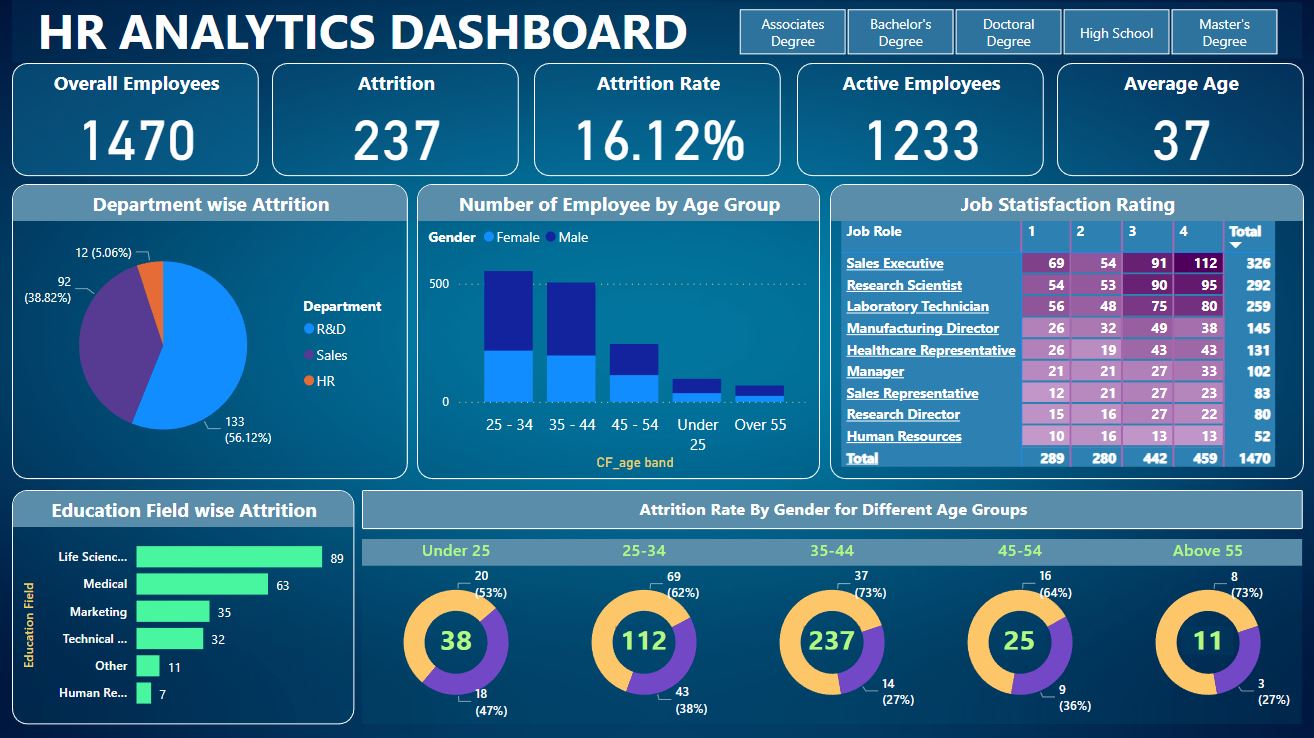 HR ANALYTICS DASHBOARD
Associates
Degree
Bachelor's
Degree
Doctoral
Degree
High School
Master's
Degree
Overall Employees
1470
Attrition
237
Attrition Rate
16.12%
Active Employees
1233
Average Age
37
Department wise Attrition
12 (5.06%)
92
(38.82%)
133
(56.12%)
Department
R&D
Sales
HR
Number of Employee by Age Group
Gender Female Male
500
0
25 - 34 35 - 44 45 - 54 Under
25 Over 55
CF_age band
Job Statisfaction Rating
Job Role 1 2 3 4 Total
Sales Executive 69 54 91 112 326
Research Scientist 54 53 90 95 292
Laboratory Technician 56 48 75 80 259
Manufacturing Director 26 32 49 38 145
Healthcare Representative 26 19 43 43 131
Manager 21 21 27 33 102
Sales Representative 12 21 27 23 83
Research Director 15 16 27 22 80
Human Resources 10 16 13 13 52
Total 289 280 442 459 1470
Education Field wise Attrition
Education Field
Life Scienc... 89
Medical 63
Marketing 35
Technical ... 32
Other 11
Human Re... 7
Attrition Rate By Gender for Different Age Groups
Under 25
20
(53%)
38
18
(47%)
25-34
69
(62%)
112
43
(38%)
35-44
37
(73%)
237
14
(27%)
45-54
16
(64%)
25
9
(36%)
Above 55
8
(73%)
11
3
(27%)